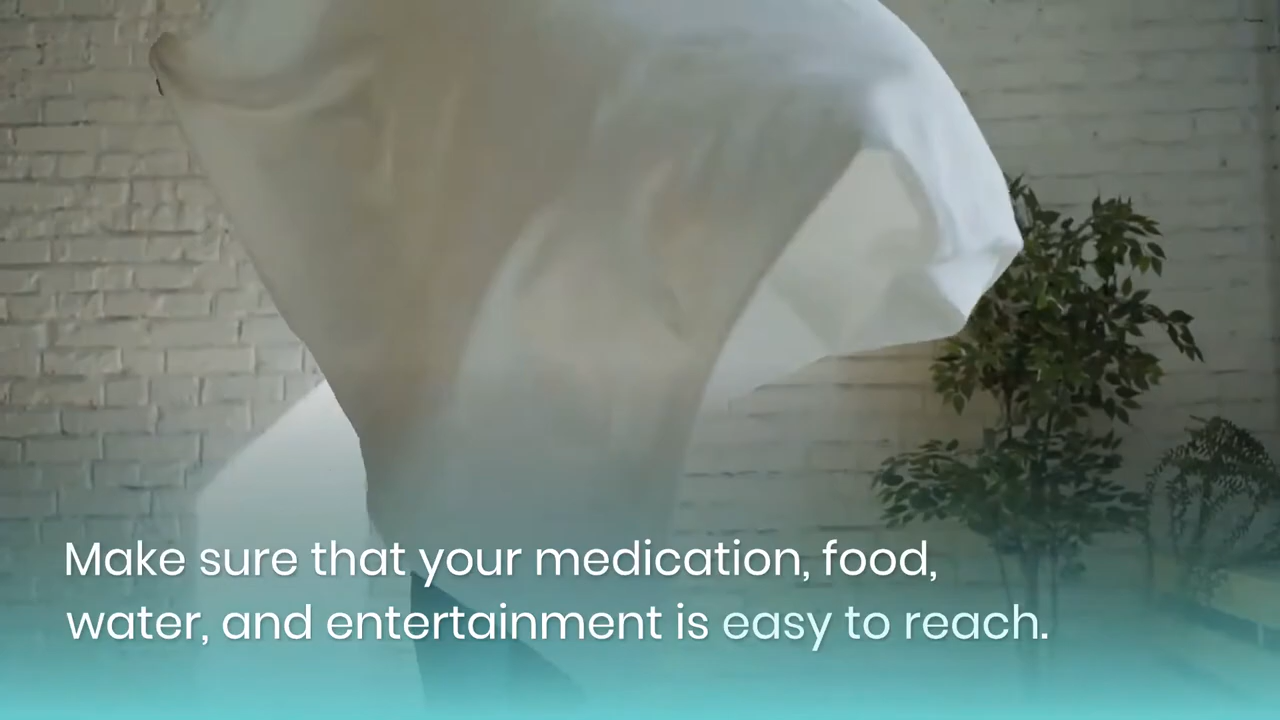 Make sure that your medication, food,
water, and entertainment is easy to reach.